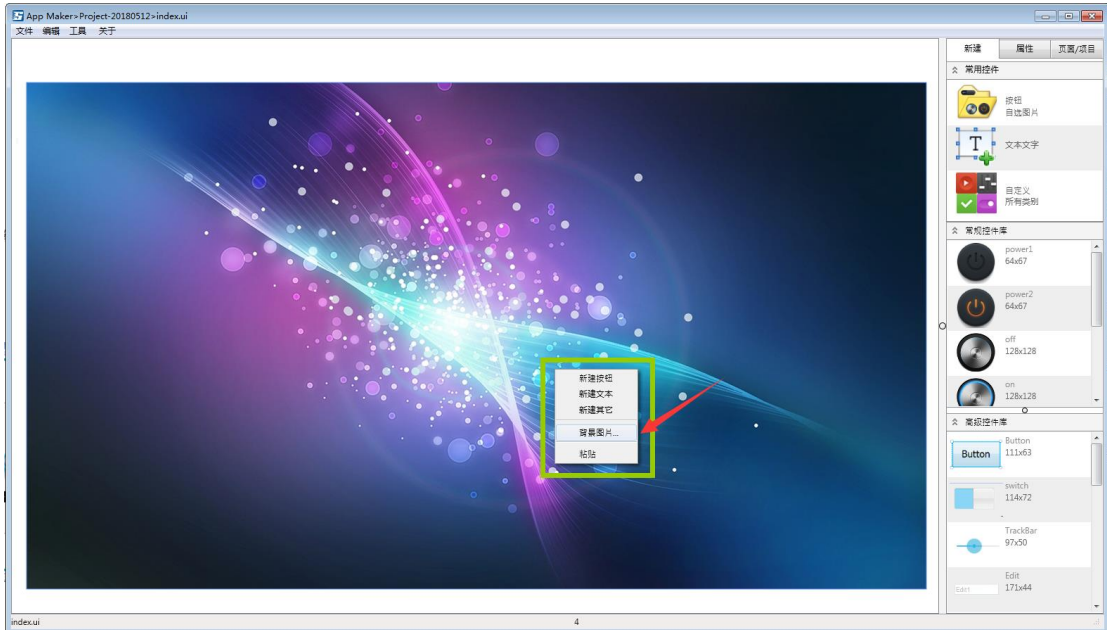 App Maker>Project-20180512>index.ui
文件 编辑 工具 关于
新建 属性 页面/项目
常用控件
按钮
自选图片
T
文本文字
自定义
所有类别
常规控件库
power1
64x67
power2
64x67
off
128x128
on
128x128
高级控件库
Button
Button
111x63
switch
114x72
TrackBar
97x50
Edit
Edit1
171x44
新建按钮
新建文本
新建其它
背景图片...
粘贴
index.ui
4